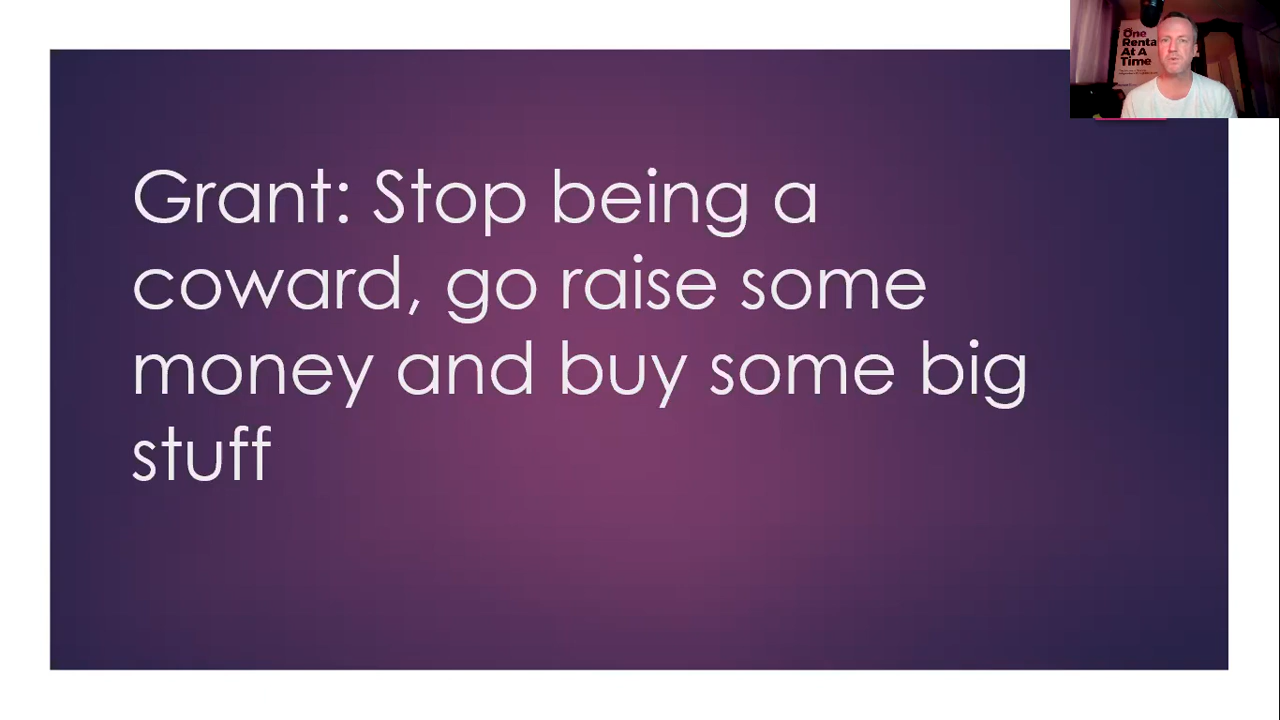 Grant: Stop being a
coward, go raise some
money and buy some big
stuff
One
Renta
At A
Time